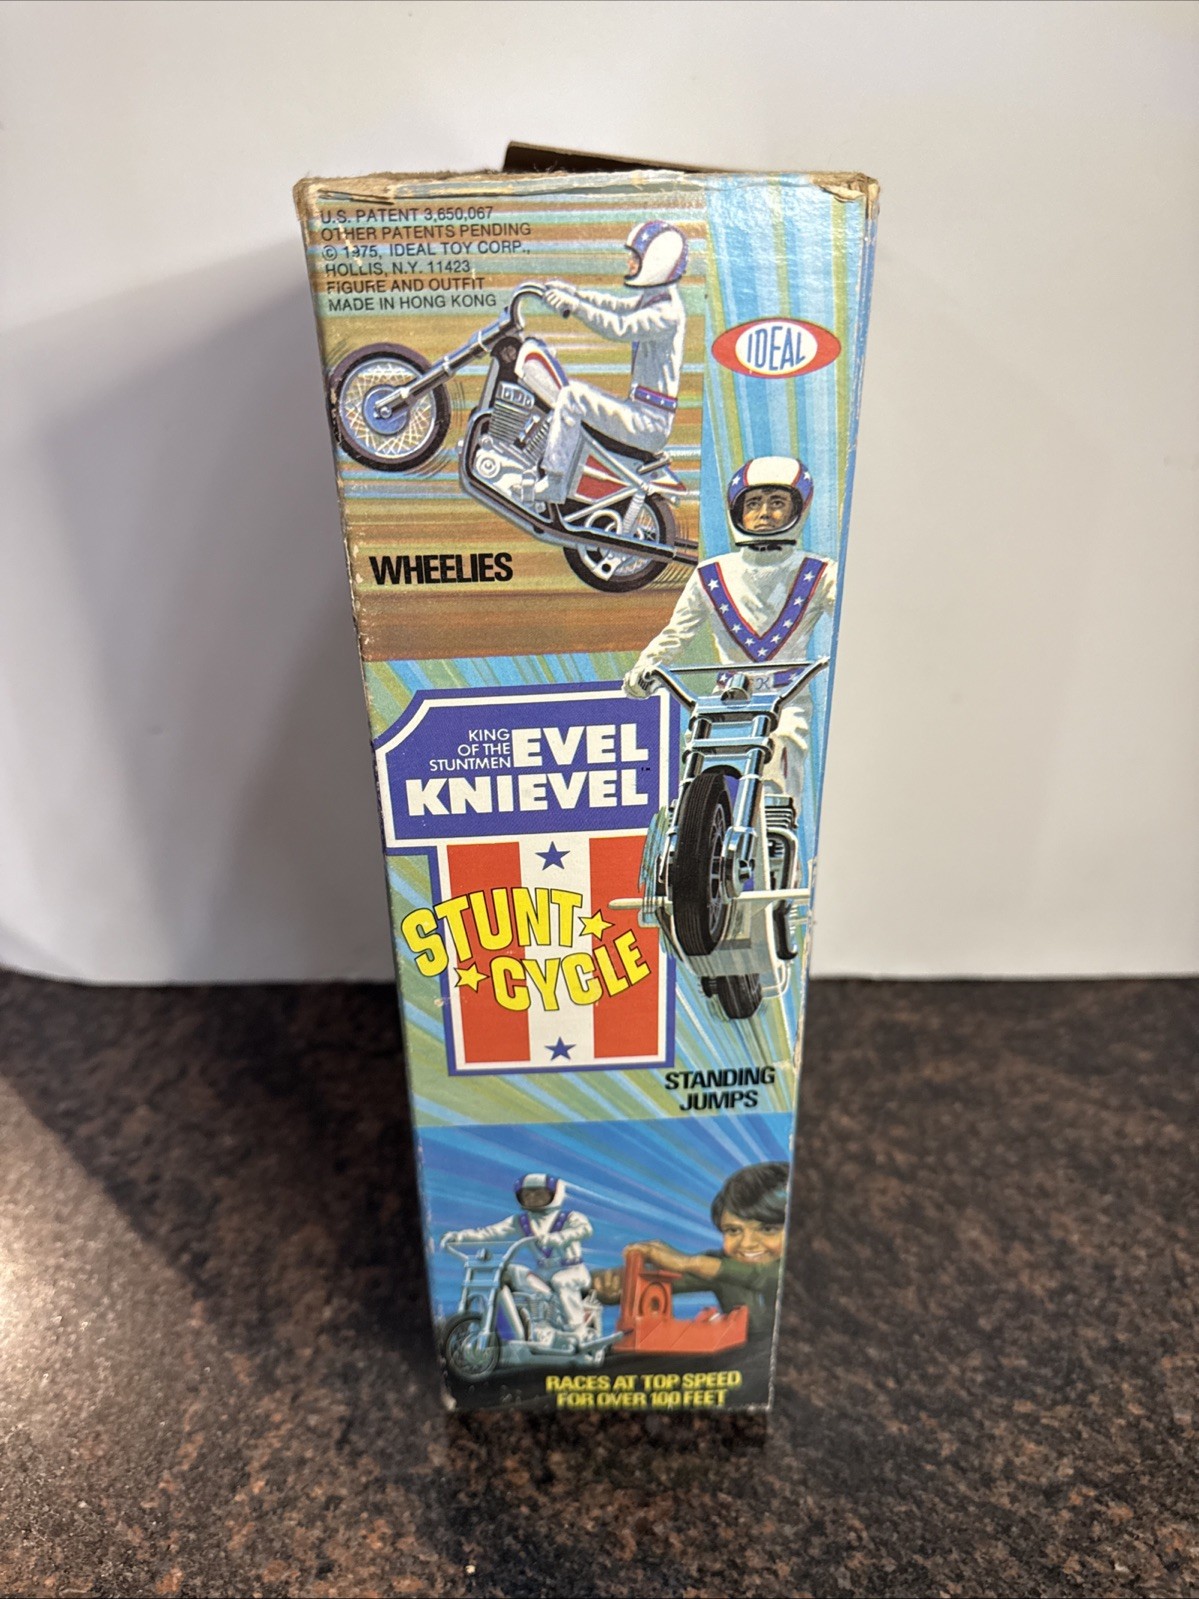 U.S. PATENT 3,650,067
OTHER PATENTS PENDING
© 1975, IDEAL TOY CORP.,
HOLLIS, N.Y. 11423
FIGURE AND OUTFIT
MADE IN HONG KONG
IDEAL
WHEELIES
KING
OF THE
STUNTMEN
EVEL
KNIEVEL™
STUNT
CYCLE
STANDING
JUMPS
RACES AT TOP SPEED
FOR OVER 100 FEET